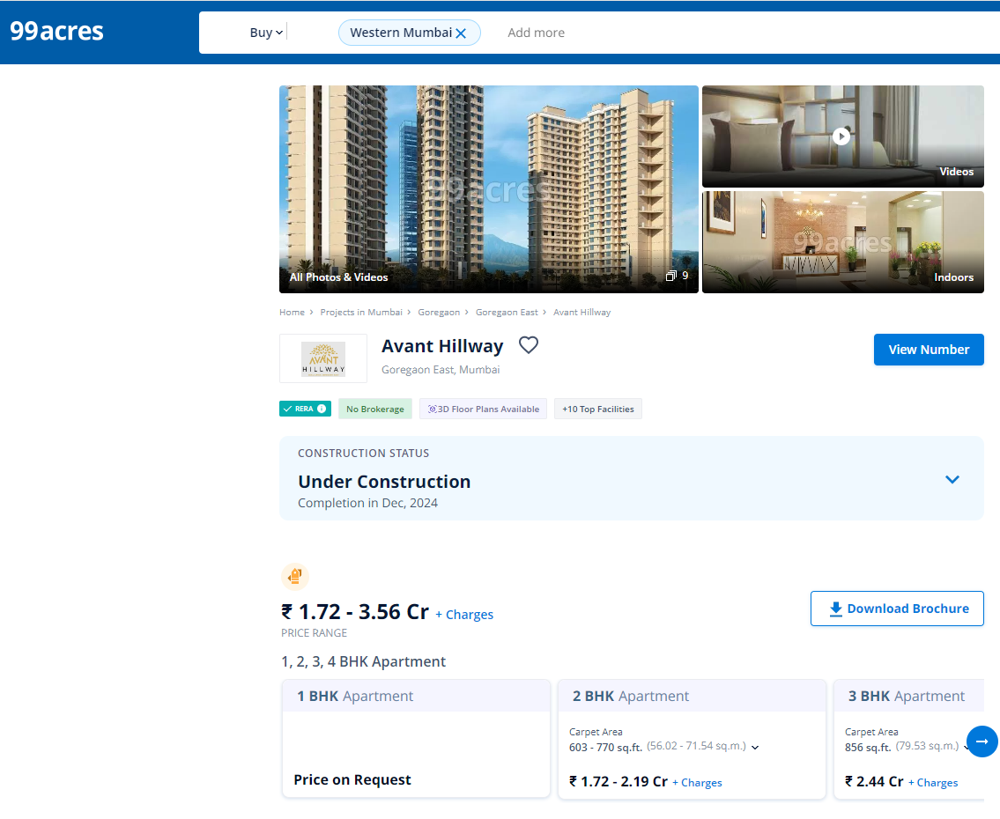 99acres
Buy
Western Mumbai
Add more
99acres
All Photos & Videos
9
Videos
99acres
Indoors
Home > Projects in Mumbai > Goregaon > Goregaon East > Avant Hillway
AVANT
HILLWAY
Avant Hillway
Goregaon East, Mumbai
View Number
RERA
No Brokerage
3D Floor Plans Available
+10 Top Facilities
CONSTRUCTION STATUS
Under Construction
Completion in Dec, 2024
₹ 1.72 - 3.56 Cr + Charges
PRICE RANGE
Download Brochure
1, 2, 3, 4 BHK Apartment
1 BHK Apartment
Price on Request
2 BHK Apartment
Carpet Area
603 - 770 sq.ft. (56.02 - 71.54 sq.m.)
₹ 1.72 - 2.19 Cr + Charges
3 BHK Apartment
Carpet Area
856 sq.ft. (79.53 sq.m.)
₹ 2.44 Cr + Charges